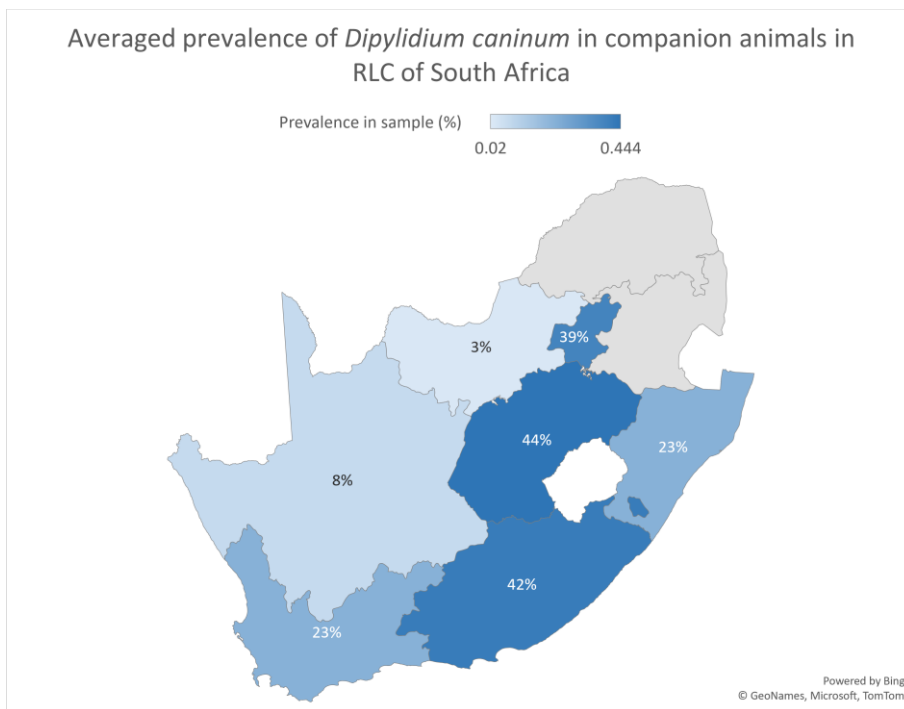 Averaged prevalence of Dipylidium caninum in companion animals in
RLC of South Africa
Prevalence in sample (%)
0.02 0.444
39%
3%
44%
23%
8%
42%
23%
Powered by Bing
© GeoNames, Microsoft, TomTom